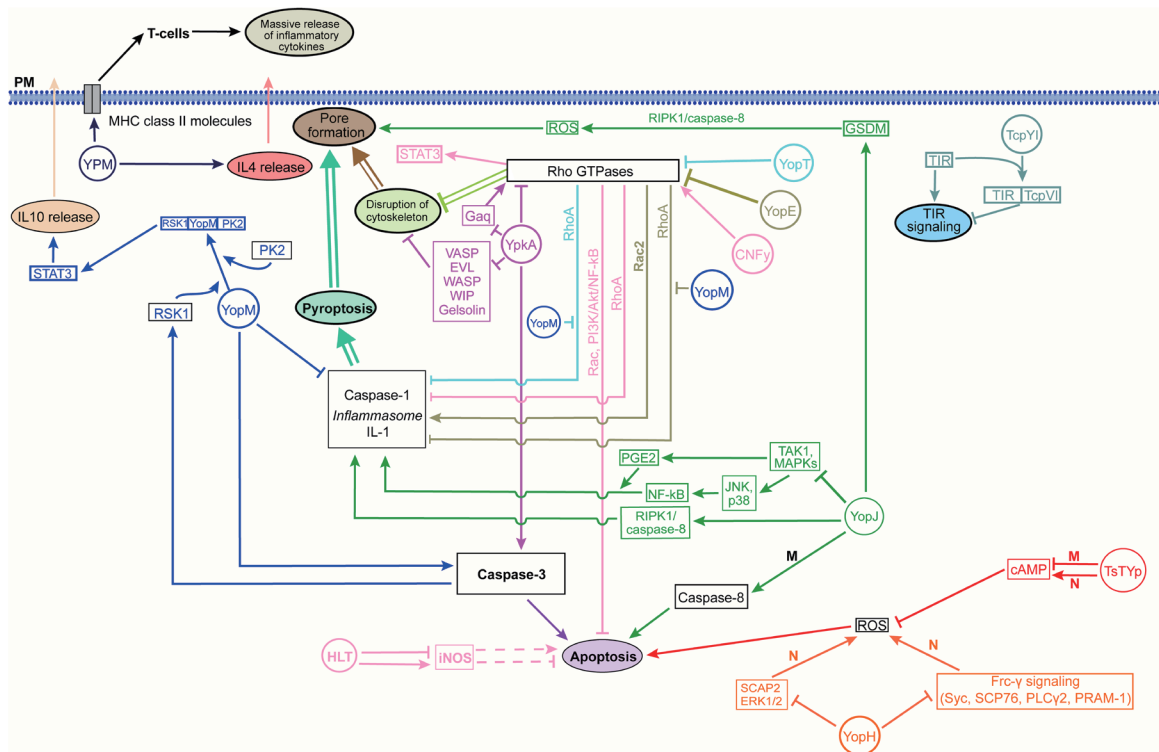 Massive release
of inflammatory
cytokines
T-cells
PM
MHC class II molecules
YPM
IL4 release
IL10 release
Pore
formation
ROS
RIPK1/caspase-8
GSDM
TcpYI
STAT3
Rho GTPases
YopT
TIR
TIR
TcpVI
TIR
signaling
Disruption of
cytoskeleton
Gaq
YopE
RSK1
YopM
PK2
PK2
STAT3
YpkA
RhoA
Rac2
RhoA
CNFy
VASP
EVL
WASP
WIP
Gelsolin
YopM
RSK1
YopM
Pyroptosis
YopM
Rac, PI3K/Akt/NF-kB
RhoA
Caspase-1
Inflammasome
IL-1
PGE2
TAK1,
MAPKs
JNK,
p38
NF-kB
RIPK1/
caspase-8
YopJ
M
Caspase-3
Caspase-8
cAMP
M
N
TsTYp
ROS
HLT
iNOS
Apoptosis
N
N
SCAP2
ERK1/2
Frc-γ signaling
(Syc, SCP76, PLCγ2, PRAM-1)
YopH